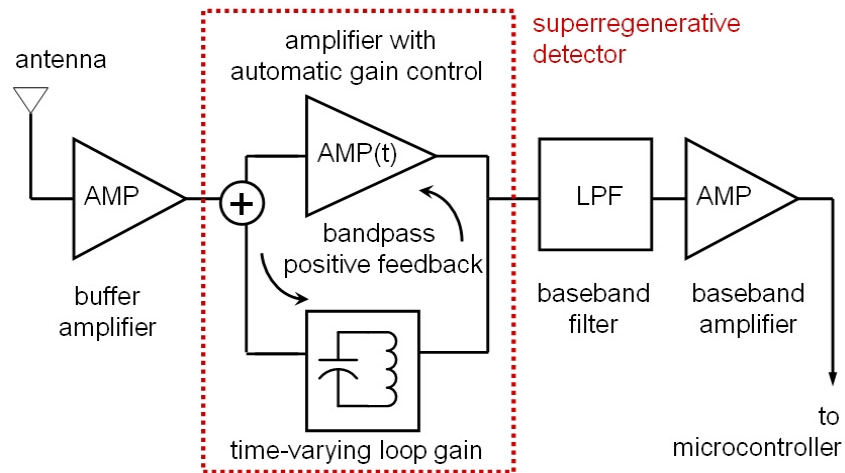 superregenerative
detector
amplifier with
automatic gain control
antenna
AMP
AMP(t)
+
LPF
AMP
bandpass
positive feedback
buffer
amplifier
baseband
filter
baseband
amplifier
time-varying loop gain
to
microcontroller